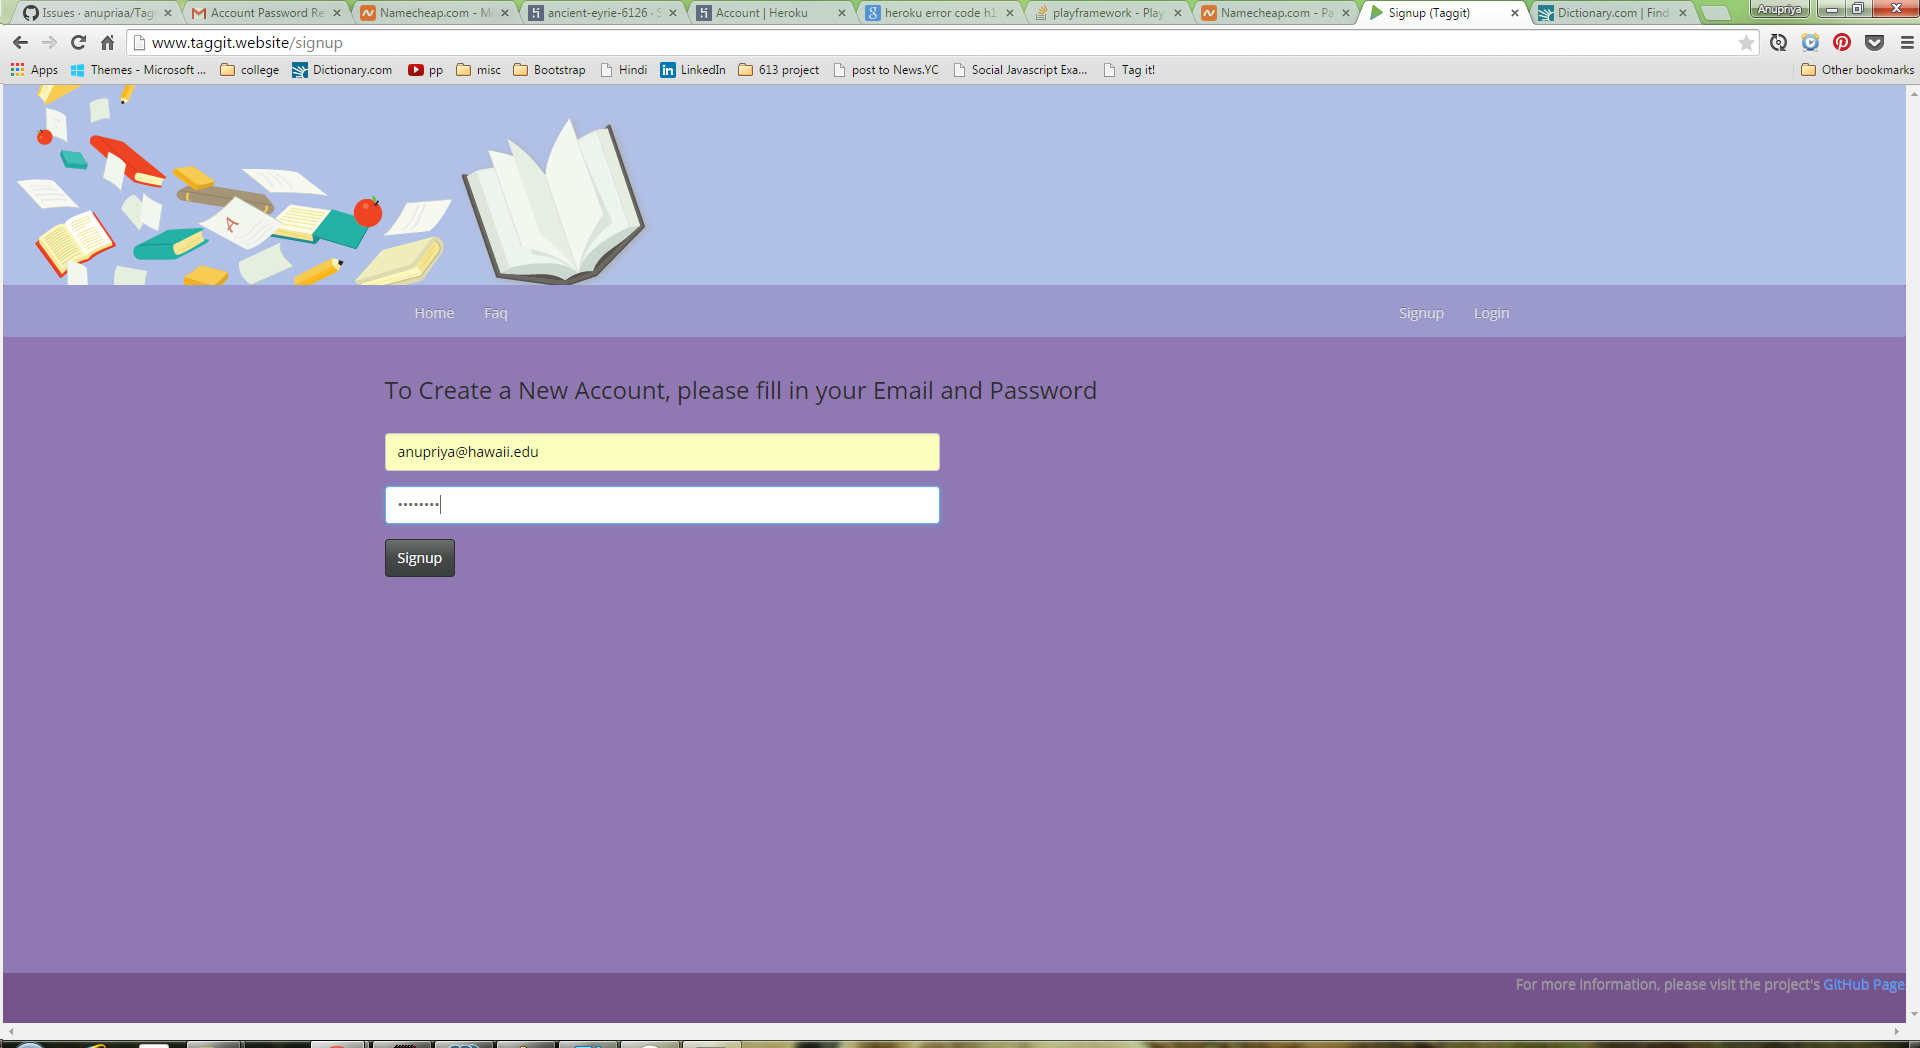 Issues · anupriaa/Tag
Account Password Re
Namecheap.com - M
ancient-eyrie-6126 · S
Account | Heroku
heroku error code h1
playframework - Play
Namecheap.com - Pa
Signup (Taggit)
Dictionary.com | Find
Anupriya
www.taggit.website/signup
Apps
Themes - Microsoft ...
college
Dictionary.com
pp
misc
Bootstrap
Hindi
LinkedIn
613 project
post to News.YC
Social Javascript Exa...
Tag it!
Other bookmarks
A
Home
Faq
Signup
Login
To Create a New Account, please fill in your Email and Password
anupriya@hawaii.edu
••••••••
Signup
For more information, please visit the project's GitHub Page